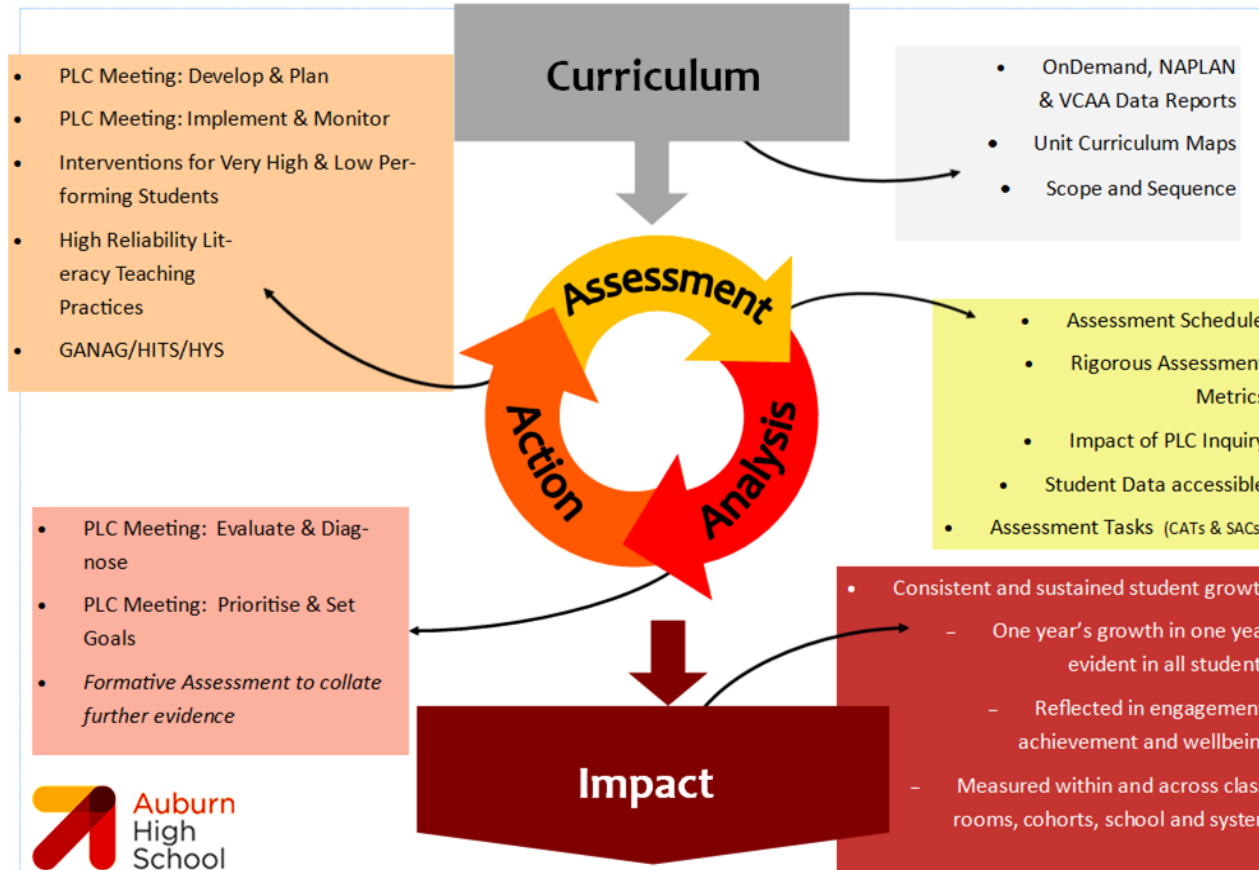 Curriculum
• PLC Meeting: Develop & Plan
• PLC Meeting: Implement & Monitor
• Interventions for Very High & Low Per-
forming Students
• High Reliability Lit-
eracy Teaching
Practices
• GANAG/HITS/HYS
• OnDemand, NAPLAN
& VCAA Data Reports
• Unit Curriculum Maps
• Scope and Sequence
Assessment
Analysis
Action
• Assessment Schedule
• Rigorous Assessment
Metrics
• Impact of PLC Inquiry
• Student Data accessible
• Assessment Tasks (CATs & SACs
• PLC Meeting: Evaluate & Diag-
nose
• PLC Meeting: Prioritise & Set
Goals
• Formative Assessment to collate
further evidence
• Consistent and sustained student growt
– One year's growth in one yea
evident in all student
– Reflected in engagement
achievement and wellbein
– Measured within and across clas
rooms, cohorts, school and system
Impact
Auburn
High
School